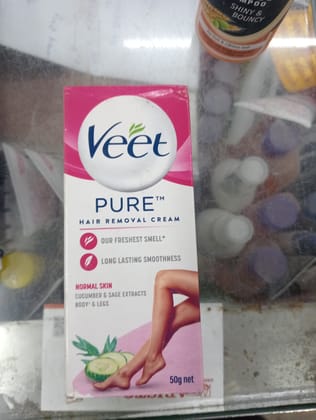 SHINY &
BOUNCY
Veet
PURE™
HAIR REMOVAL CREAM
OUR FRESHEST SMELL*
LONG LASTING SMOOTHNESS
NORMAL SKIN
CUCUMBER & SAGE EXTRACTS
BODY¹ & LEGS
50g net